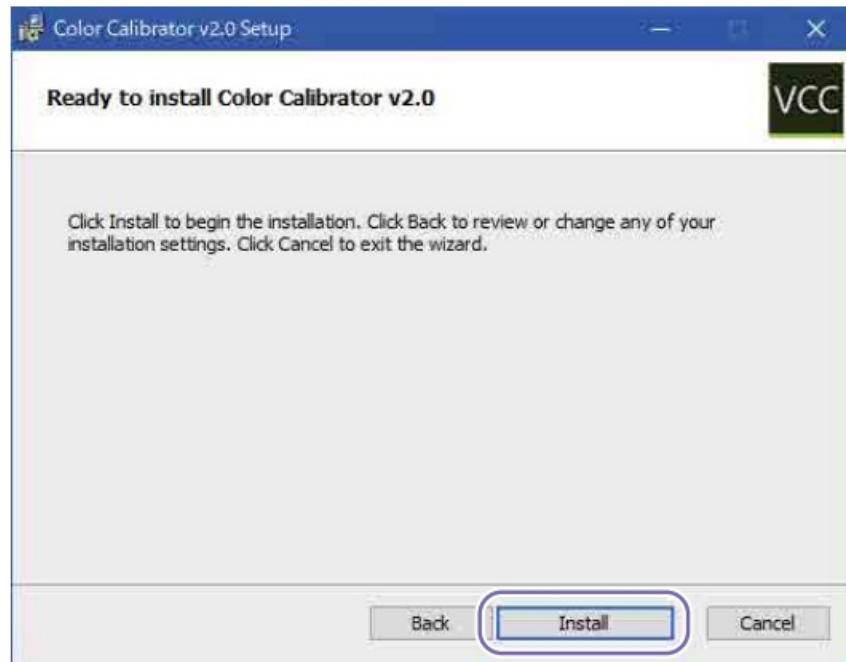 Color Calibrator v2.0 Setup
Ready to install Color Calibrator v2.0
VCC
Click Install to begin the installation. Click Back to review or change any of your
installation settings. Click Cancel to exit the wizard.
Back Install Cancel